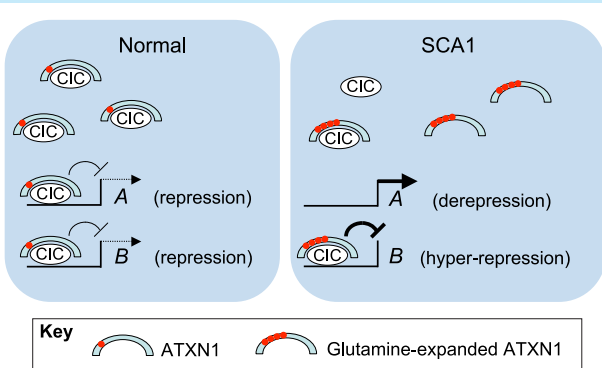 Normal
SCA1
CIC
CIC
CIC
CIC
CIC
A (repression)
A (derepression)
CIC
CIC
B (repression)
B (hyper-repression)
Key
ATXN1
Glutamine-expanded ATXN1